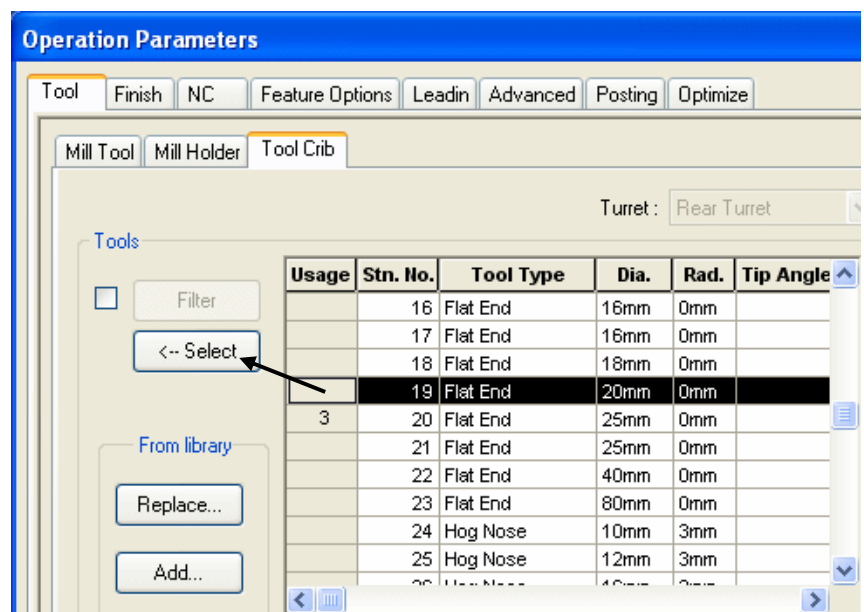 Operation Parameters
Tool Finish NC Feature Options Leadin Advanced Posting Optimize
Mill Tool Mill Holder Tool Crib
Turret : Rear Turret
Tools
Filter
<-- Select
From library
Replace...
Add...
Usage Stn. No. Tool Type Dia. Rad. Tip Angle
16 Flat End 16mm 0mm
17 Flat End 16mm 0mm
18 Flat End 18mm 0mm
19 Flat End 20mm 0mm
3 20 Flat End 25mm 0mm
21 Flat End 25mm 0mm
22 Flat End 40mm 0mm
23 Flat End 80mm 0mm
24 Hog Nose 10mm 3mm
25 Hog Nose 12mm 3mm